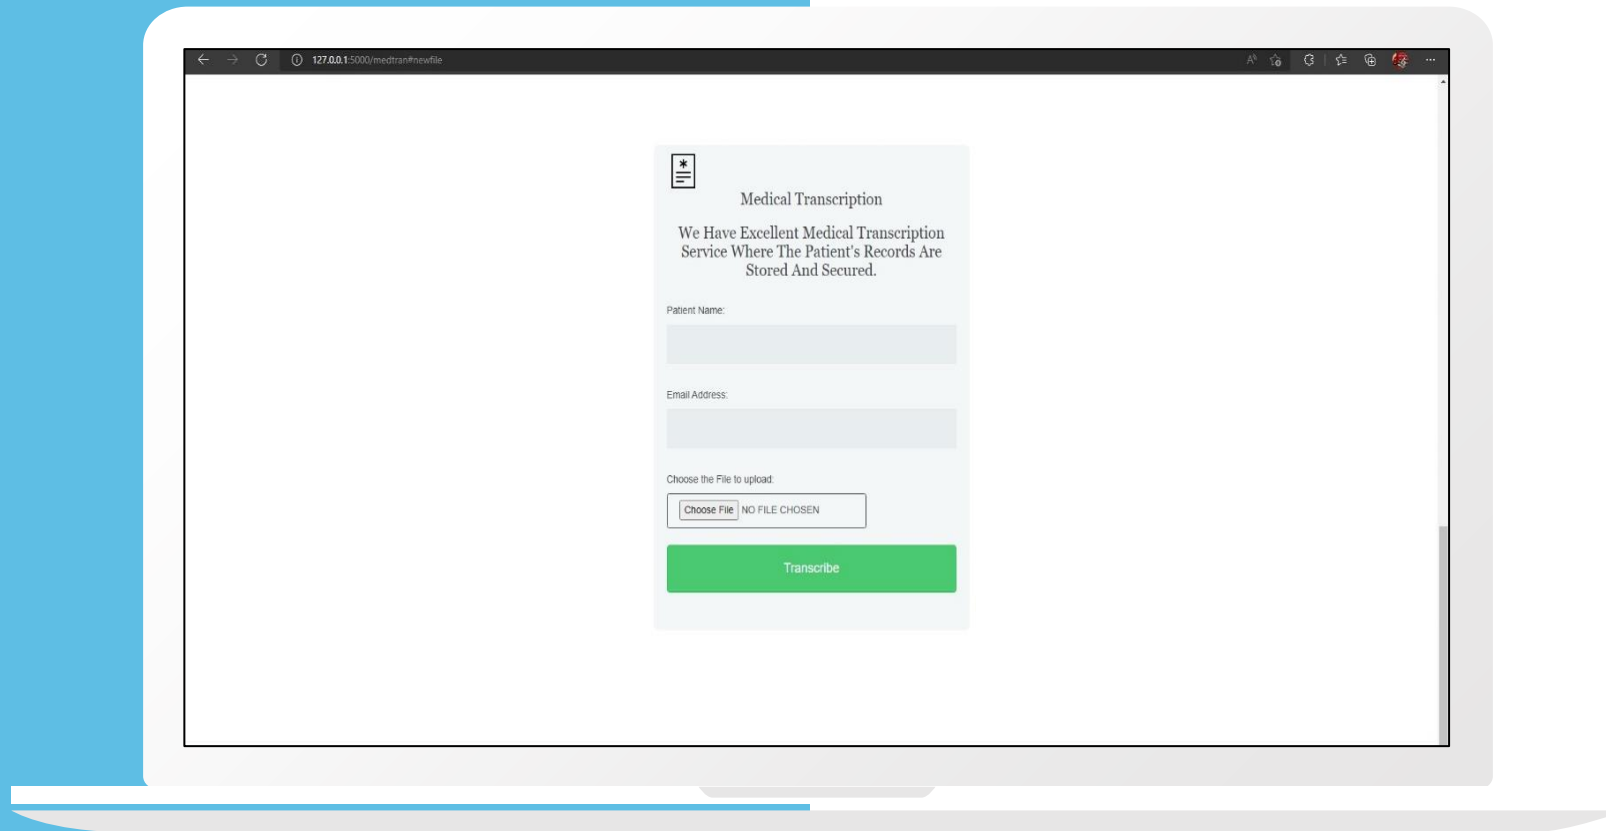 127.0.0.1:5000/medtran#newfile
Medical Transcription
We Have Excellent Medical Transcription
Service Where The Patient's Records Are
Stored And Secured.
Patient Name:
Email Address:
Choose the File to upload:
Choose File NO FILE CHOSEN
Transcribe